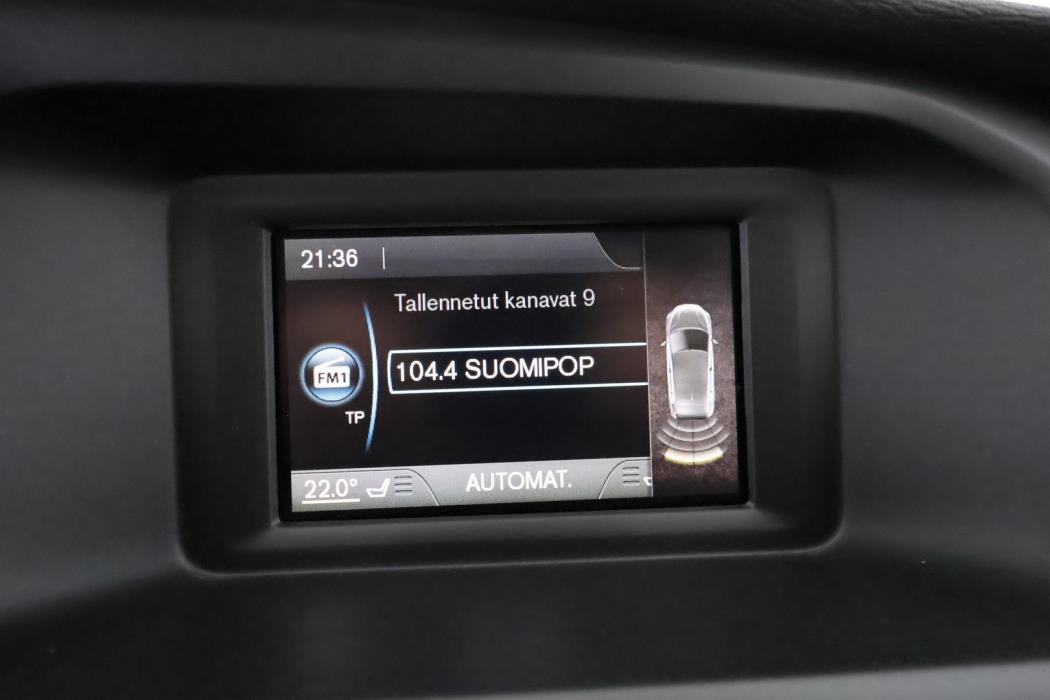 21:36
Tallennetut kanavat 9
FM1
104.4 SUOMIPOP
TP
22.0° AUTOMAT.